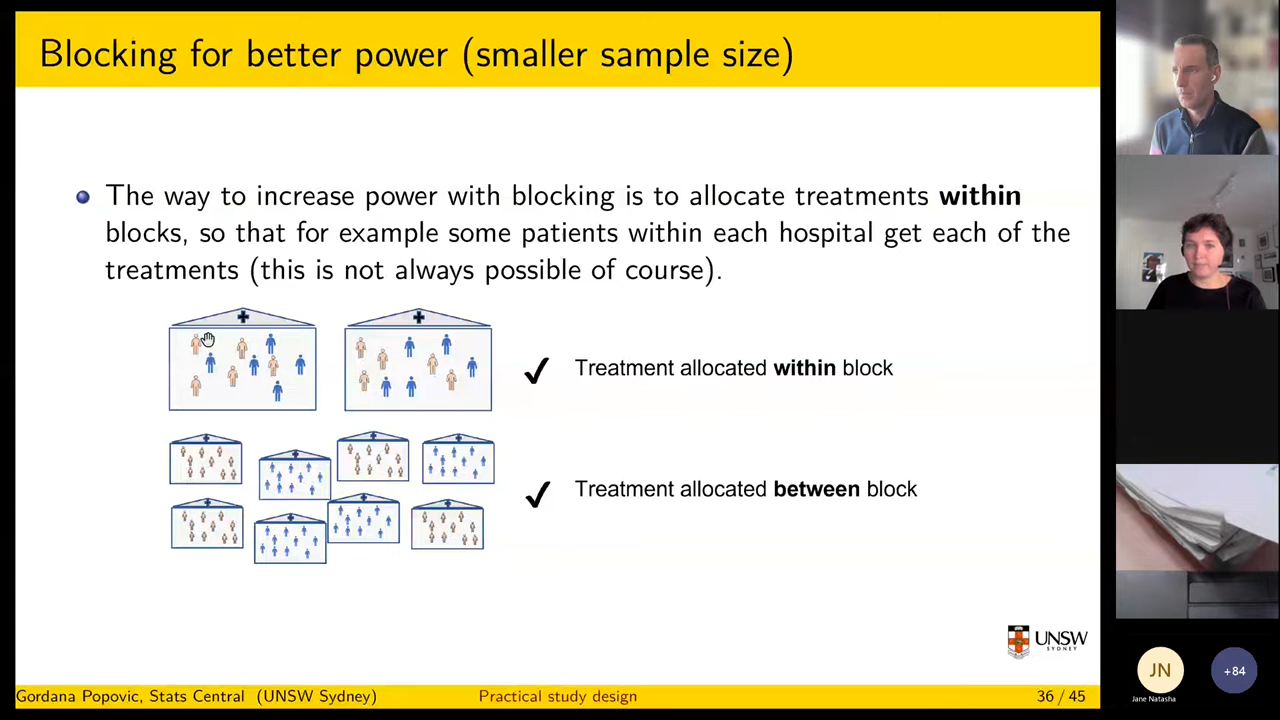 Blocking for better power (smaller sample size)
The way to increase power with blocking is to allocate treatments within
blocks, so that for example some patients within each hospital get each of the
treatments (this is not always possible of course).
Treatment allocated within block
Treatment allocated between block
UNSW
SYDNEY
Gordana Popovic, Stats Central (UNSW Sydney)
Practical study design
36 / 45
JN
Jane Natasha
+84